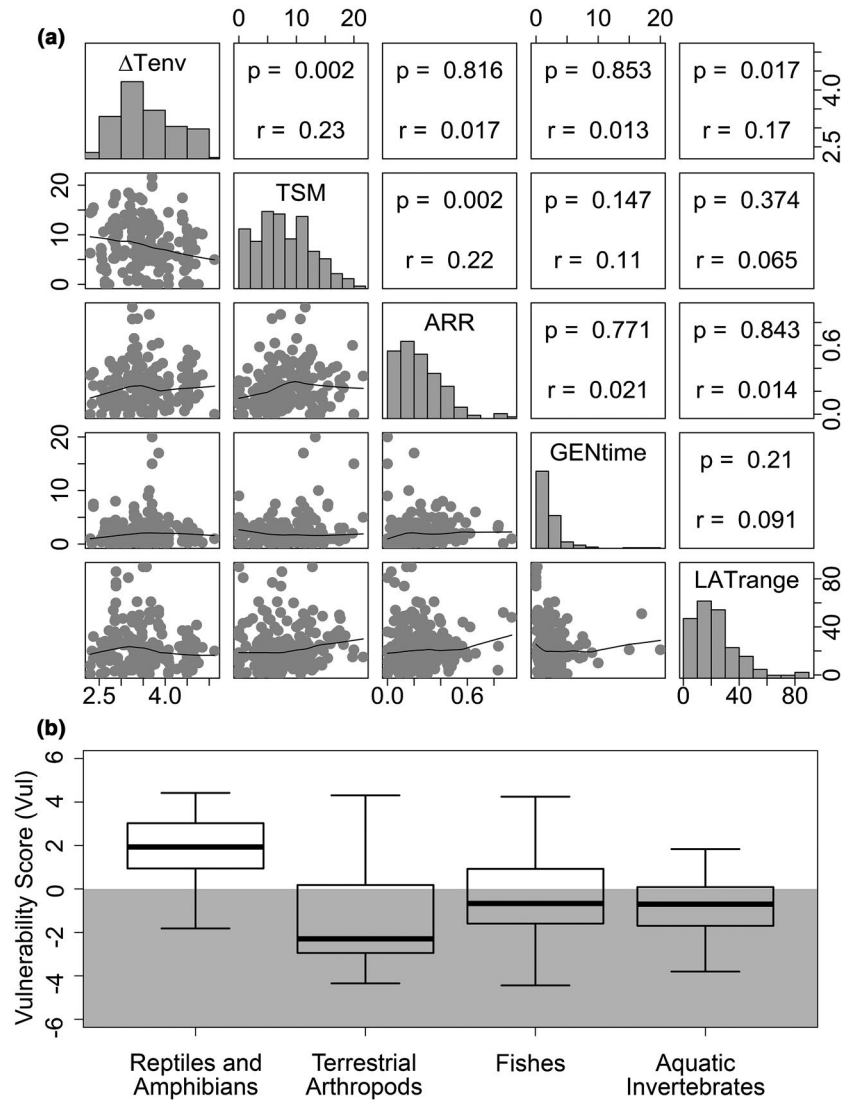 0 10 20 0 10 20
(a)
ΔTenv p = 0.002 p = 0.816 p = 0.853 p = 0.017
r = 0.23 r = 0.017 r = 0.013 r = 0.17
2.5 4.0
0 10 20
TSM p = 0.002 p = 0.147 p = 0.374
r = 0.22 r = 0.11 r = 0.065
ARR p = 0.771 p = 0.843
r = 0.021 r = 0.014
0.0 0.6
0 10 20
GENtime p = 0.21
r = 0.091
LATrange
0 40 80
2.5 4.0 0.0 0.6 0 40 80
(b)
Vulnerability Score (Vul)
6
4
2
0
-2
-4
-6
Reptiles and Terrestrial Fishes Aquatic
Amphibians Arthropods Invertebrates